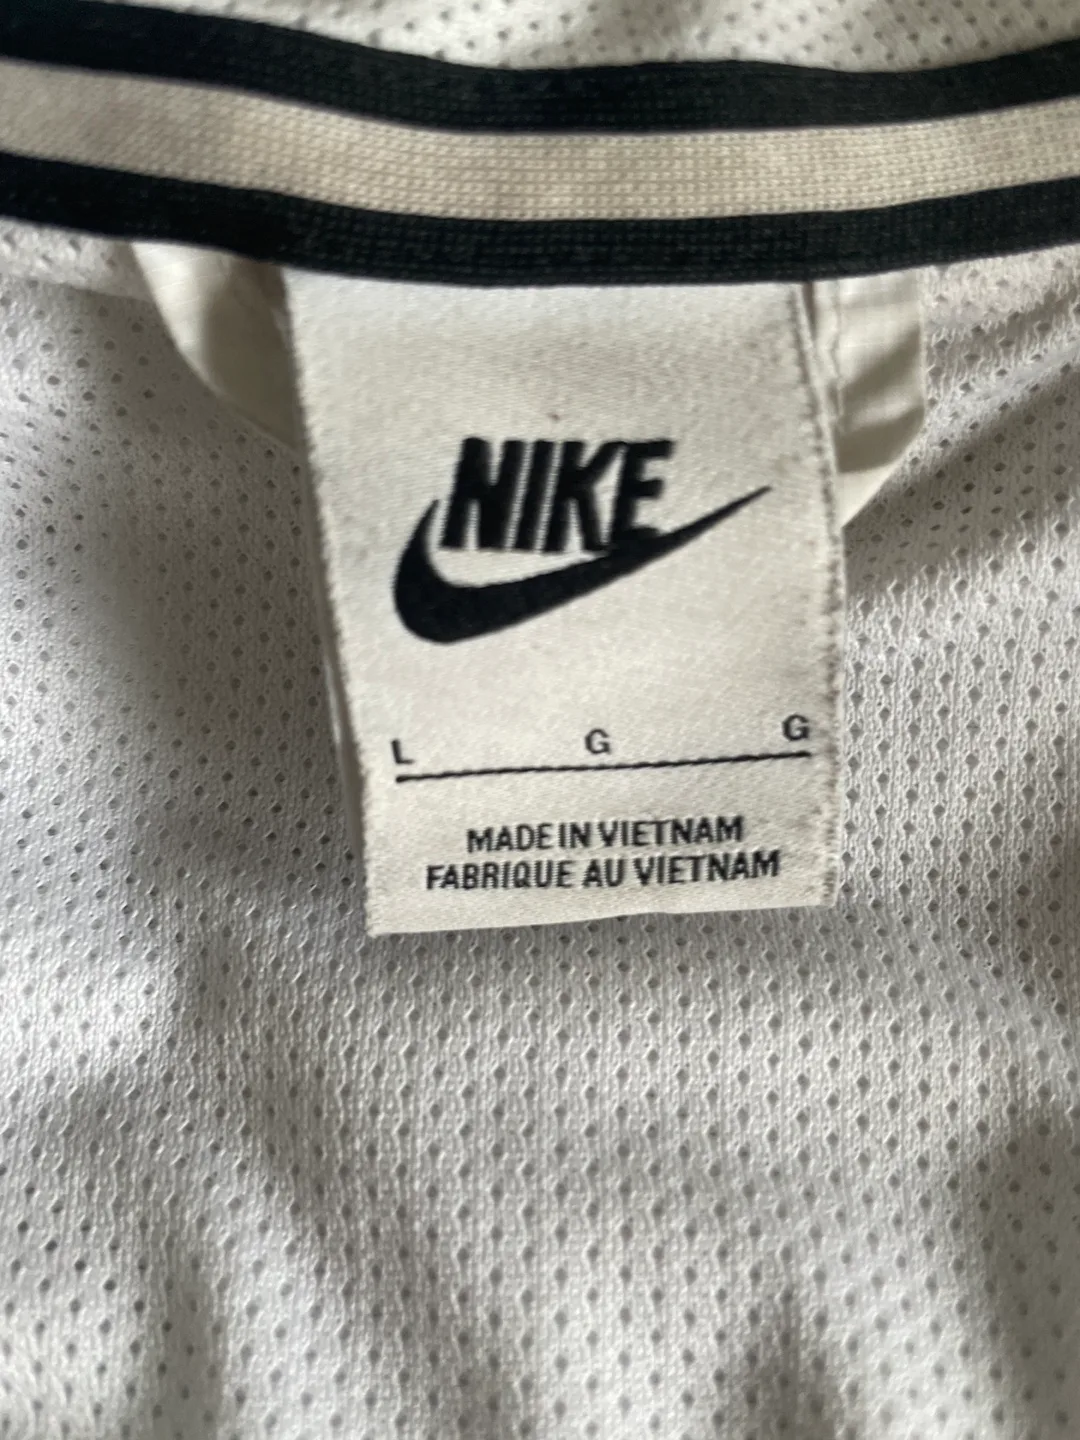 NIKE
L G G
MADE IN VIETNAM
FABRIQUE AU VIETNAM